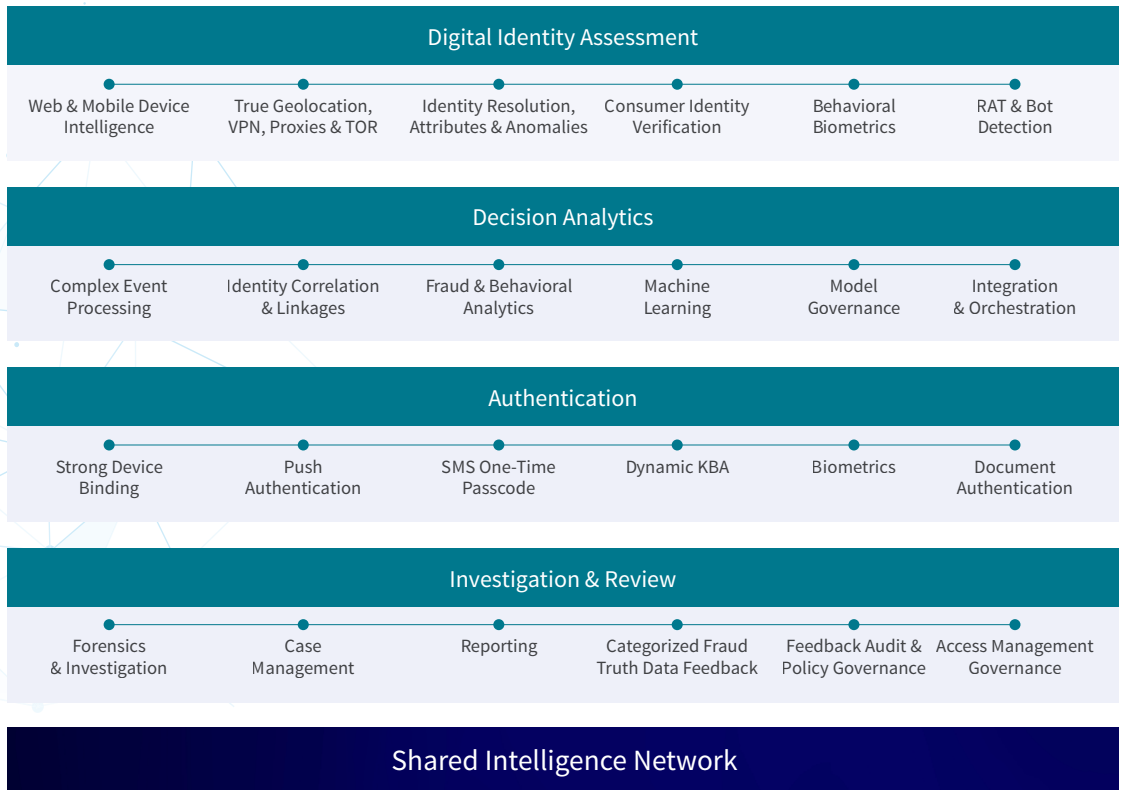 Digital Identity Assessment
Web & Mobile Device
Intelligence
True Geolocation,
VPN, Proxies & TOR
Identity Resolution,
Attributes & Anomalies
Consumer Identity
Verification
Behavioral
Biometrics
RAT & Bot
Detection
Decision Analytics
Complex Event
Processing
Identity Correlation
& Linkages
Fraud & Behavioral
Analytics
Machine
Learning
Model
Governance
Integration
& Orchestration
Authentication
Strong Device
Binding
Push
Authentication
SMS One-Time
Passcode
Dynamic KBA
Biometrics
Document
Authentication
Investigation & Review
Forensics
& Investigation
Case
Management
Reporting
Categorized Fraud
Truth Data Feedback
Feedback Audit &
Policy Governance
Access Management
Governance
Shared Intelligence Network